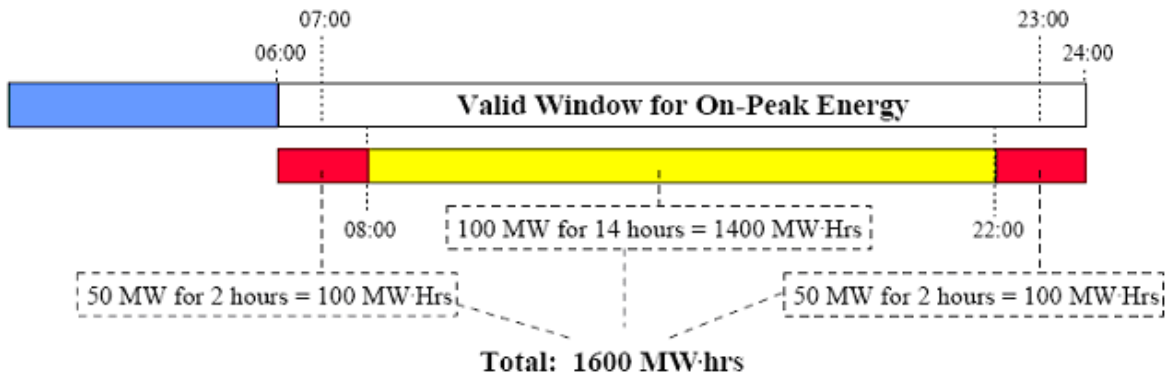 07:00
23:00
06:00
24:00
Valid Window for On-Peak Energy
100 MW for 14 hours = 1400 MW·Hrs
08:00
22:00
50 MW for 2 hours = 100 MW·Hrs
50 MW for 2 hours = 100 MW·Hrs
Total: 1600 MW·hrs